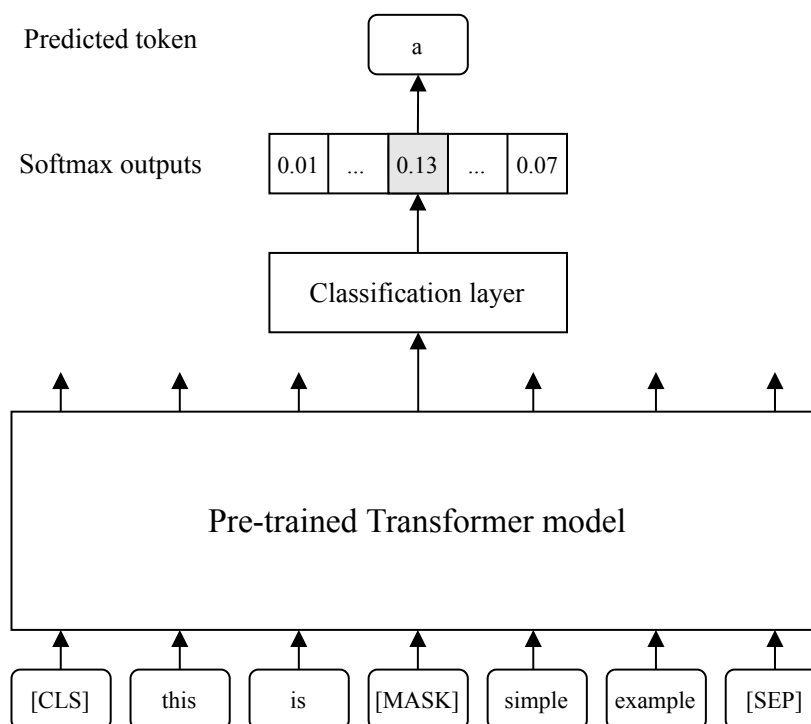 Predicted token
a
Softmax outputs
0.01 ... 0.13 ... 0.07
Classification layer
Pre-trained Transformer model
[CLS] this is [MASK] simple example [SEP]